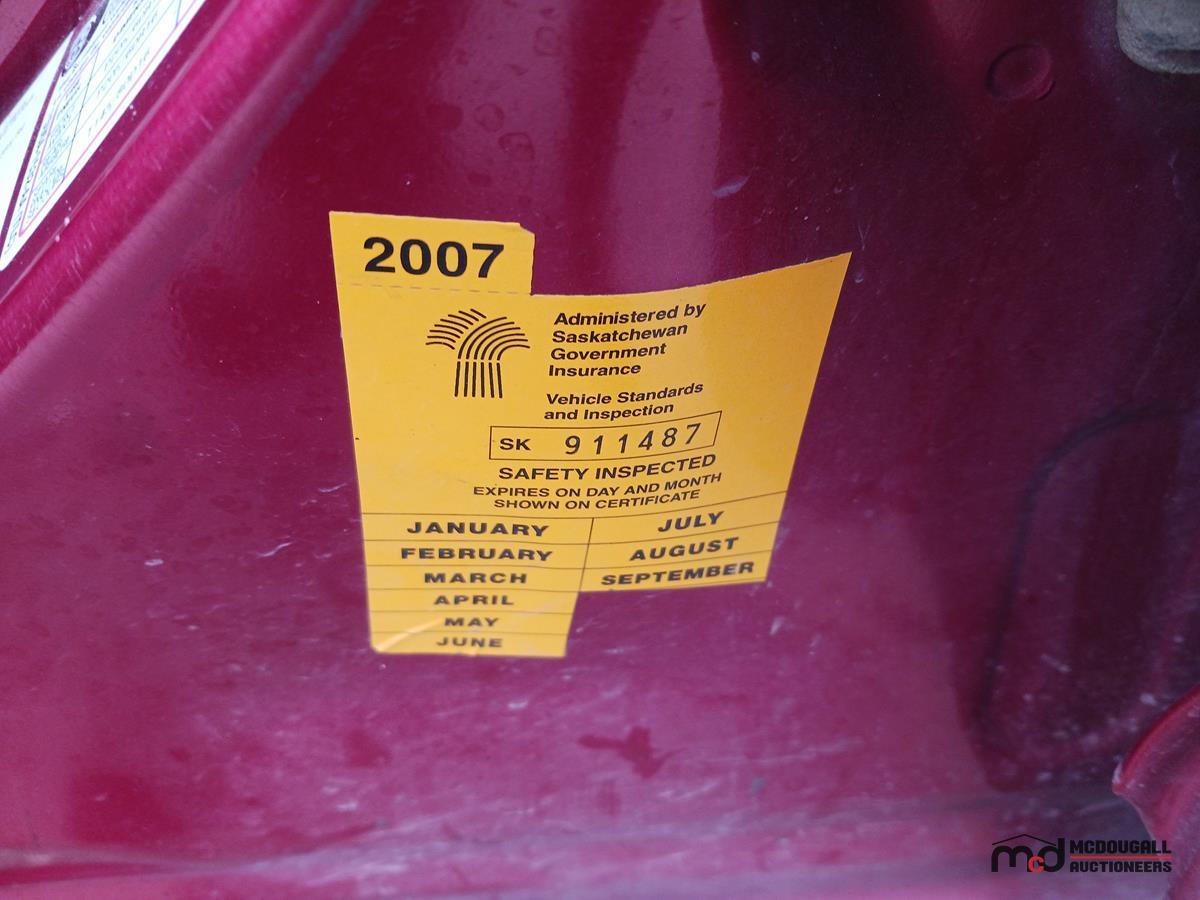 2007
Administered by
Saskatchewan
Government
Insurance
Vehicle Standards
and Inspection
SK 911487
SAFETY INSPECTED
EXPIRES ON DAY AND MONTH
SHOWN ON CERTIFICATE
JANUARY JULY
FEBRUARY AUGUST
MARCH SEPTEMBER
APRIL
MAY
JUNE
mcd MCDOUGALL
AUCTIONEERS